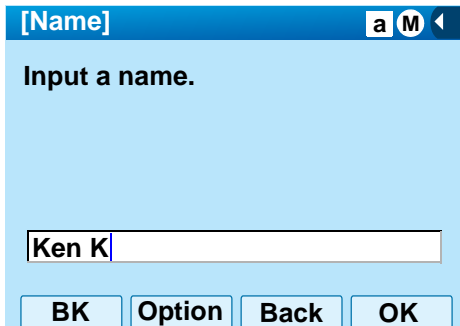 [Name] a M
Input a name.
Ken K
BK Option Back OK